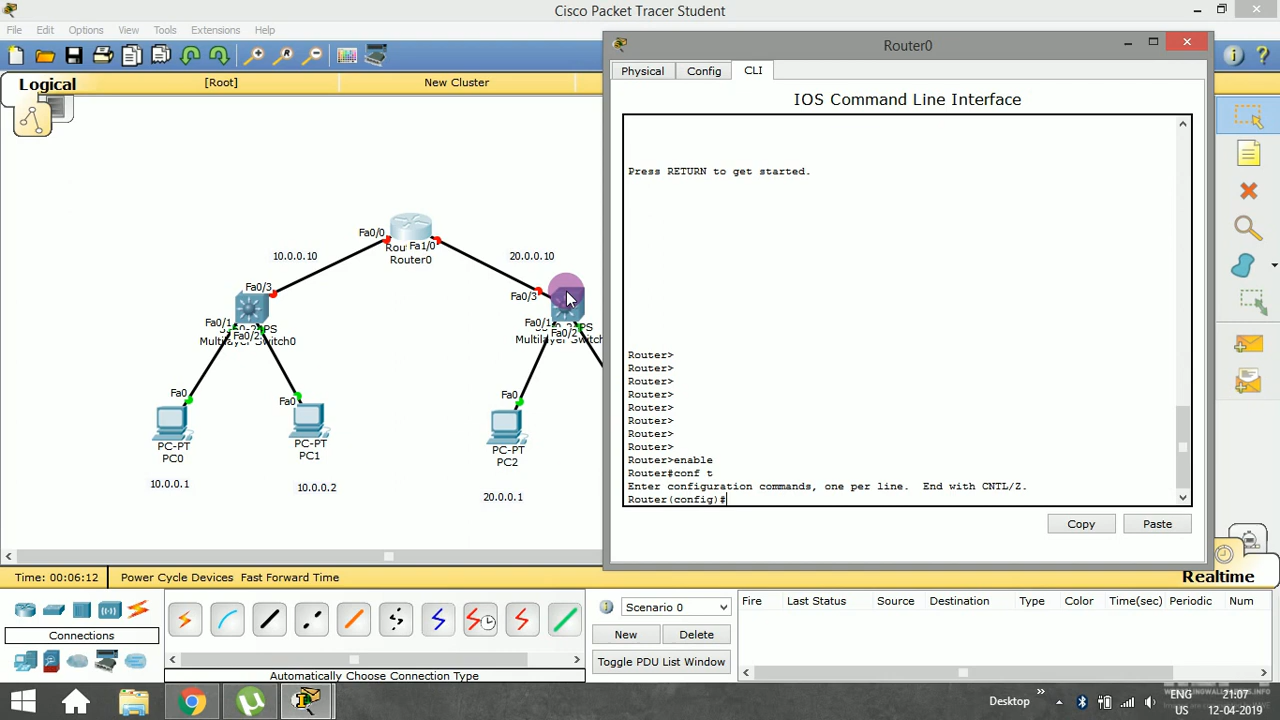 Cisco Packet Tracer Student
File Edit Options View Tools Extensions Help
Logical
[Root]
New Cluster
Router0
Physical Config CLI
IOS Command Line Interface
Press RETURN to get started.
Router>
Router>
Router>
Router>
Router>
Router>
Router>
Router>
Router>enable
Router#conf t
Enter configuration commands, one per line. End with CNTL/Z.
Router(config)#
Copy
Paste
Fa0/0
Fa1/0
Router0
10.0.0.10
20.0.0.10
Fa0/3
Fa0/3
Fa0/1
Fa0/2
Multilayer Switch0
Fa0/1
Fa0/2
Multilayer Switch
Fa0
Fa0
Fa0
PC-PT
PC0
PC-PT
PC1
PC-PT
PC2
10.0.0.1
10.0.0.2
20.0.0.1
Time: 00:06:12
Power Cycle Devices Fast Forward Time
Realtime
Connections
Automatically Choose Connection Type
Scenario 0
New
Delete
Toggle PDU List Window
Fire Last Status Source Destination Type Color Time(sec) Periodic Num
Desktop
21:07
US
12-04-2019